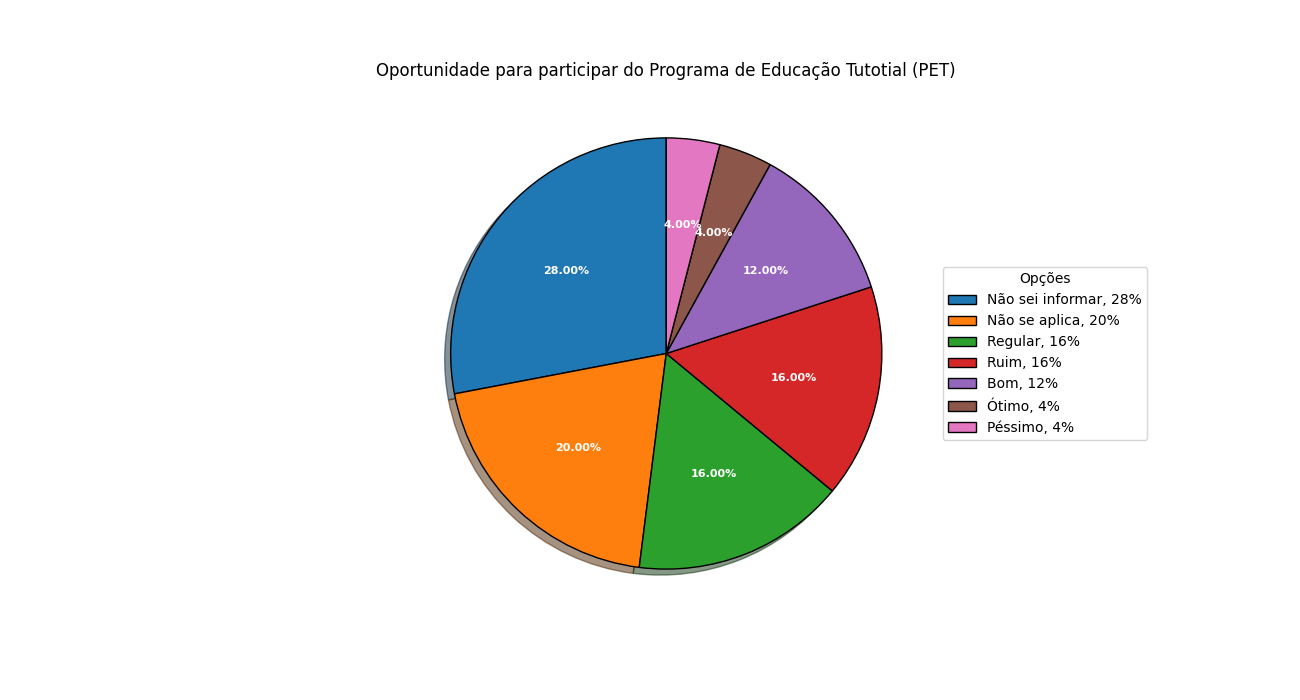 Oportunidade para participar do Programa de Educação Tutotial (PET)
4.00%
4.00%
28.00%
12.00%
16.00%
20.00%
16.00%
Opções
Não sei informar, 28%
Não se aplica, 20%
Regular, 16%
Ruim, 16%
Bom, 12%
Ótimo, 4%
Péssimo, 4%